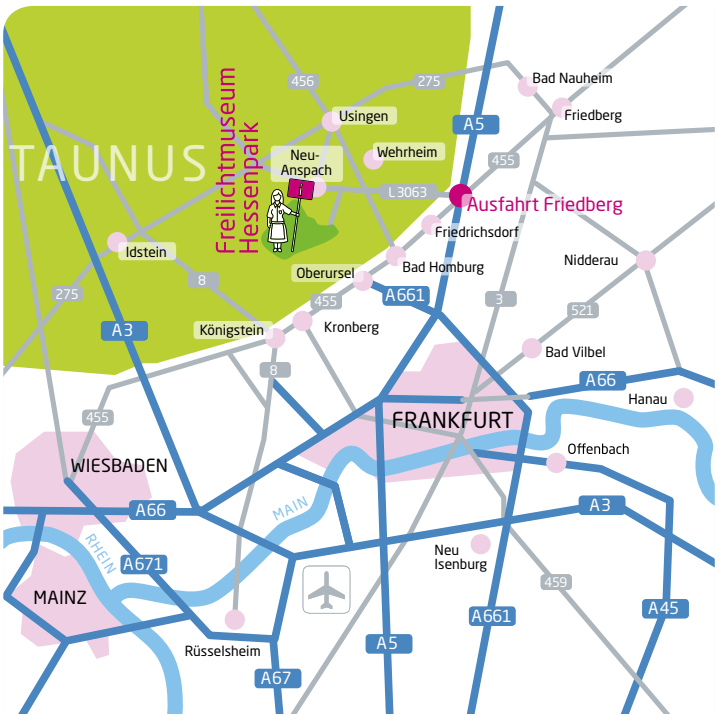 Bad Nauheim
456
275
Friedberg
Usingen
A5
Wehrheim
455
TAUNUS
Freilichtmuseum
Hessenpark
Neu-
Anspach
L3063
Ausfahrt Friedberg
Friedrichsdorf
Idstein
Bad Homburg
Nidderau
Oberursel
8
275
A661
455
3
521
A3
Königstein
Kronberg
Bad Vilbel
8
A66
Hanau
455
FRANKFURT
Offenbach
WIESBADEN
A66
MAIN
A3
RHEIN
Neu
Isenburg
A671
459
MAINZ
A661
A45
Rüsselsheim
A5
A67